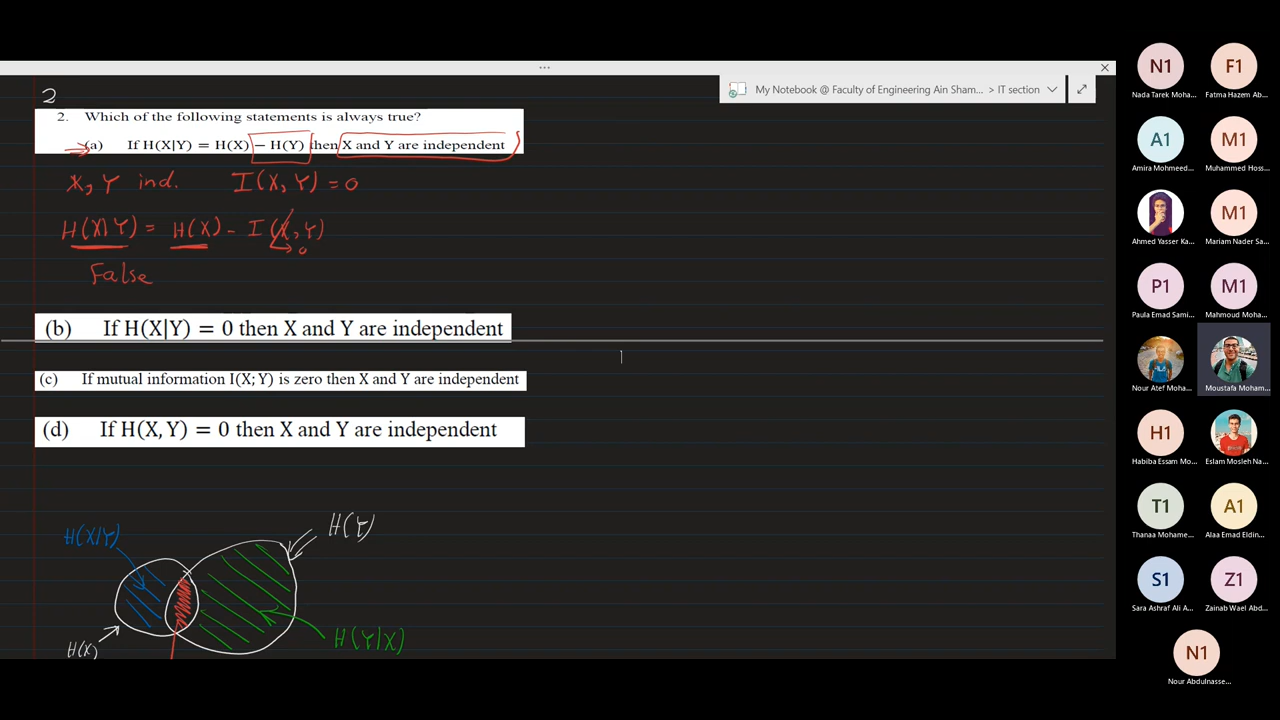 ...
My Notebook @ Faculty of Engineering Ain Sham... > IT section
2
2. Which of the following statements is always true?
(a) If H(X|Y) = H(X) − H(Y) then X and Y are independent
X, Y ind. I(X, Y) = 0
H(X|Y) = H(X) - I(X, Y)
0
False
(b) If H(X|Y) = 0 then X and Y are independent
(c) If mutual information I(X; Y) is zero then X and Y are independent
(d) If H(X, Y) = 0 then X and Y are independent
H(X|Y)
H(Y)
H(X)
H(Y|X)
N1 F1
Nada Tarek Moha... Fatma Hazem Ab...
A1 M1
Amira Mohmeed... Muhammed Hoss...
M1
Ahmed Yasser Ka... Mariam Nader Sa...
P1 M1
Paula Emad Sami... Mahmoud Moha...
Nour Atef Moha... Moustafa Moham...
H1
Habiba Essam Mo... Eslam Mosleh Na...
T1 A1
Thanaa Mohame... Alaa Emad Eldin...
S1 Z1
Sara Ashraf Ali A... Zainab Wael Abd...
N1
Nour Abdulnasse...